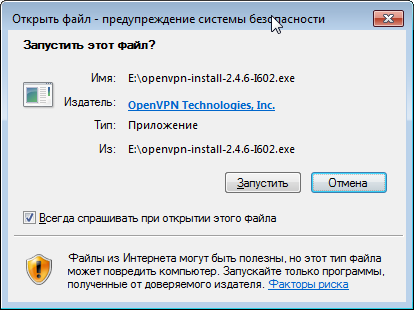 Открыть файл - предупреждение системы безопасности
Запустить этот файл?
Имя: E:\openvpn-install-2.4.6-I602.exe
Издатель: OpenVPN Technologies, Inc.
Тип: Приложение
Из: E:\openvpn-install-2.4.6-I602.exe
Запустить Отмена
Всегда спрашивать при открытии этого файла
Файлы из Интернета могут быть полезны, но этот тип файла
может повредить компьютер. Запускайте только программы,
полученные от доверяемого издателя. Факторы риска